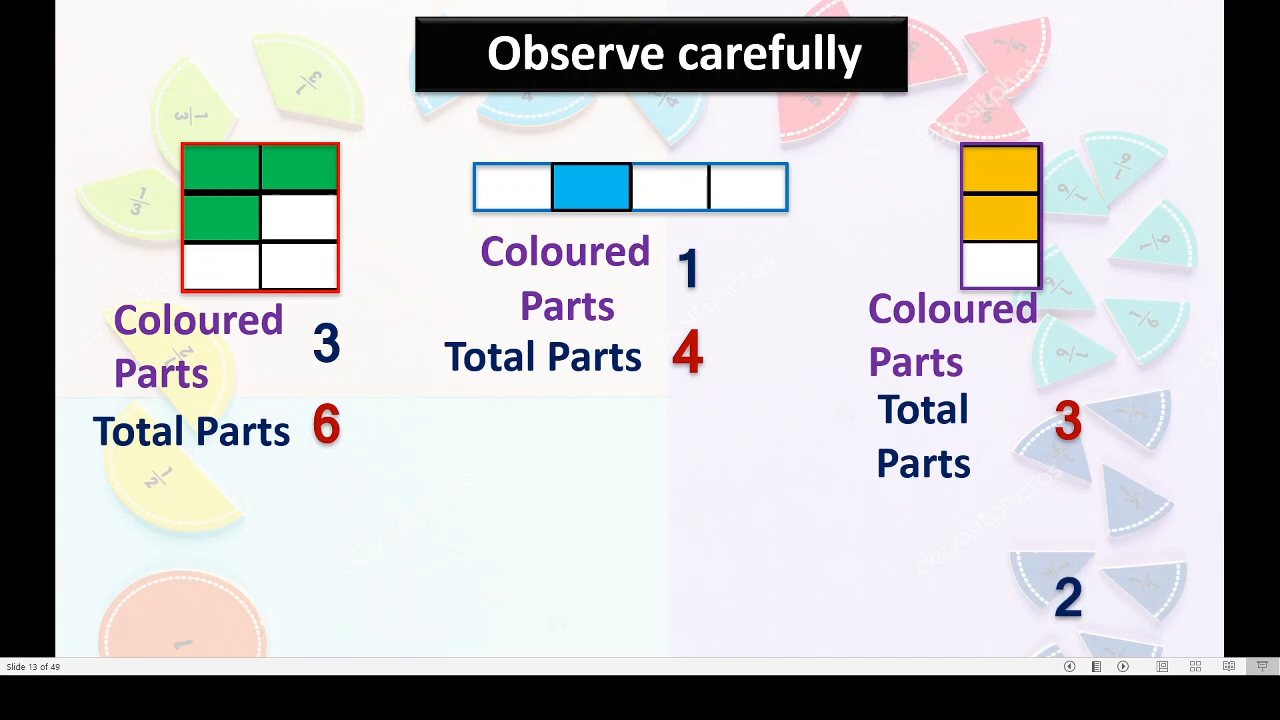 Observe carefully
Coloured
Parts
3
Total Parts
6
Coloured
Parts
1
Total Parts
4
Coloured
Parts
Total
Parts
3
2
Slide 13 of 49